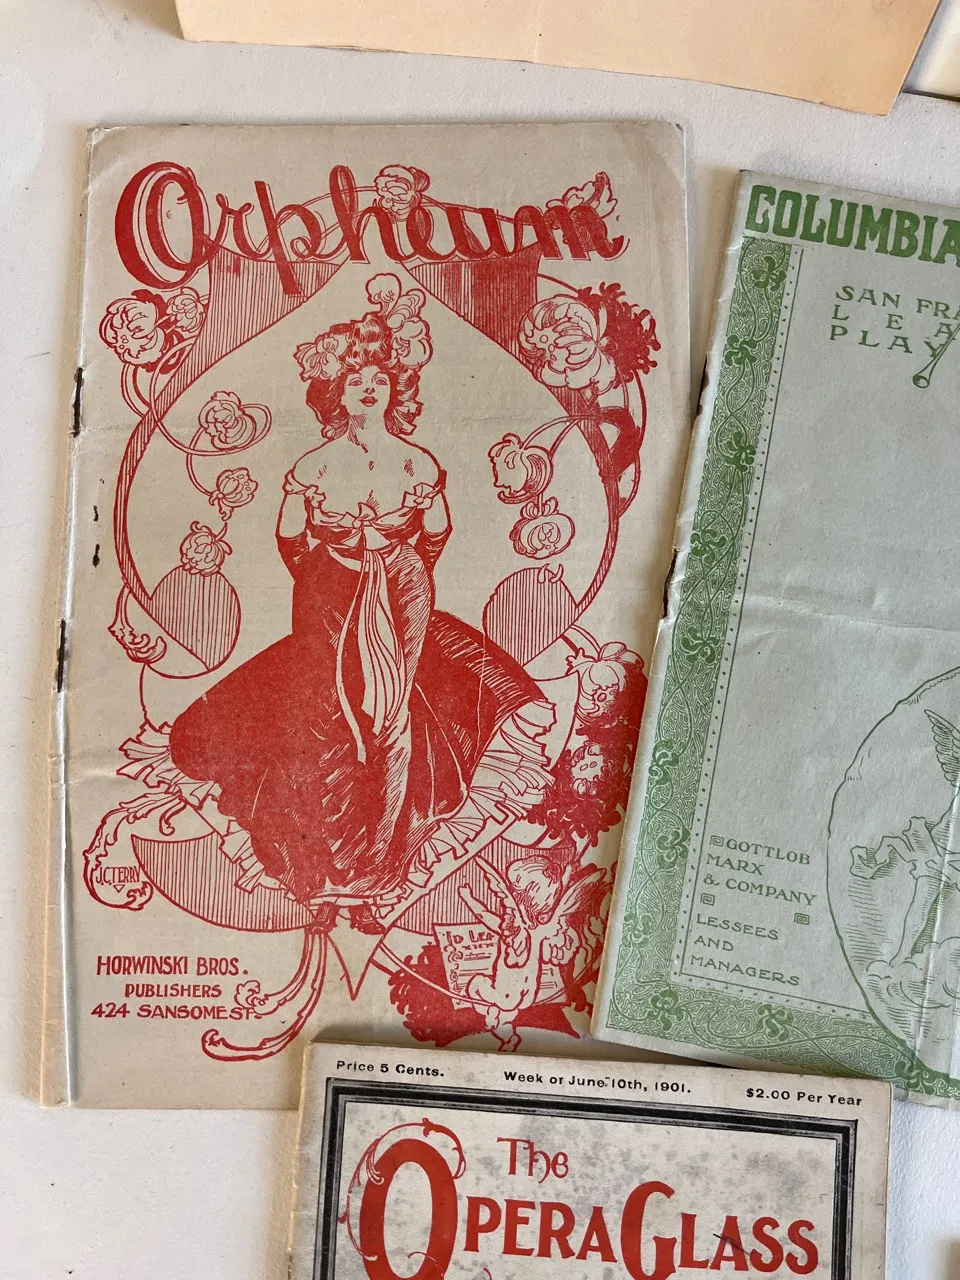 Orpheum
J.C.TERRY
HORWINSKI BROS.
PUBLISHERS
424 SANSOME ST.
COLUMBIA
SAN FRA
L E A
PLAY
GOTTLOB
MARX
& COMPANY
LESSEES
AND
MANAGERS
Price 5 Cents. Week of June 10th, 1901. $2.00 Per Year
The
OPERA GLASS